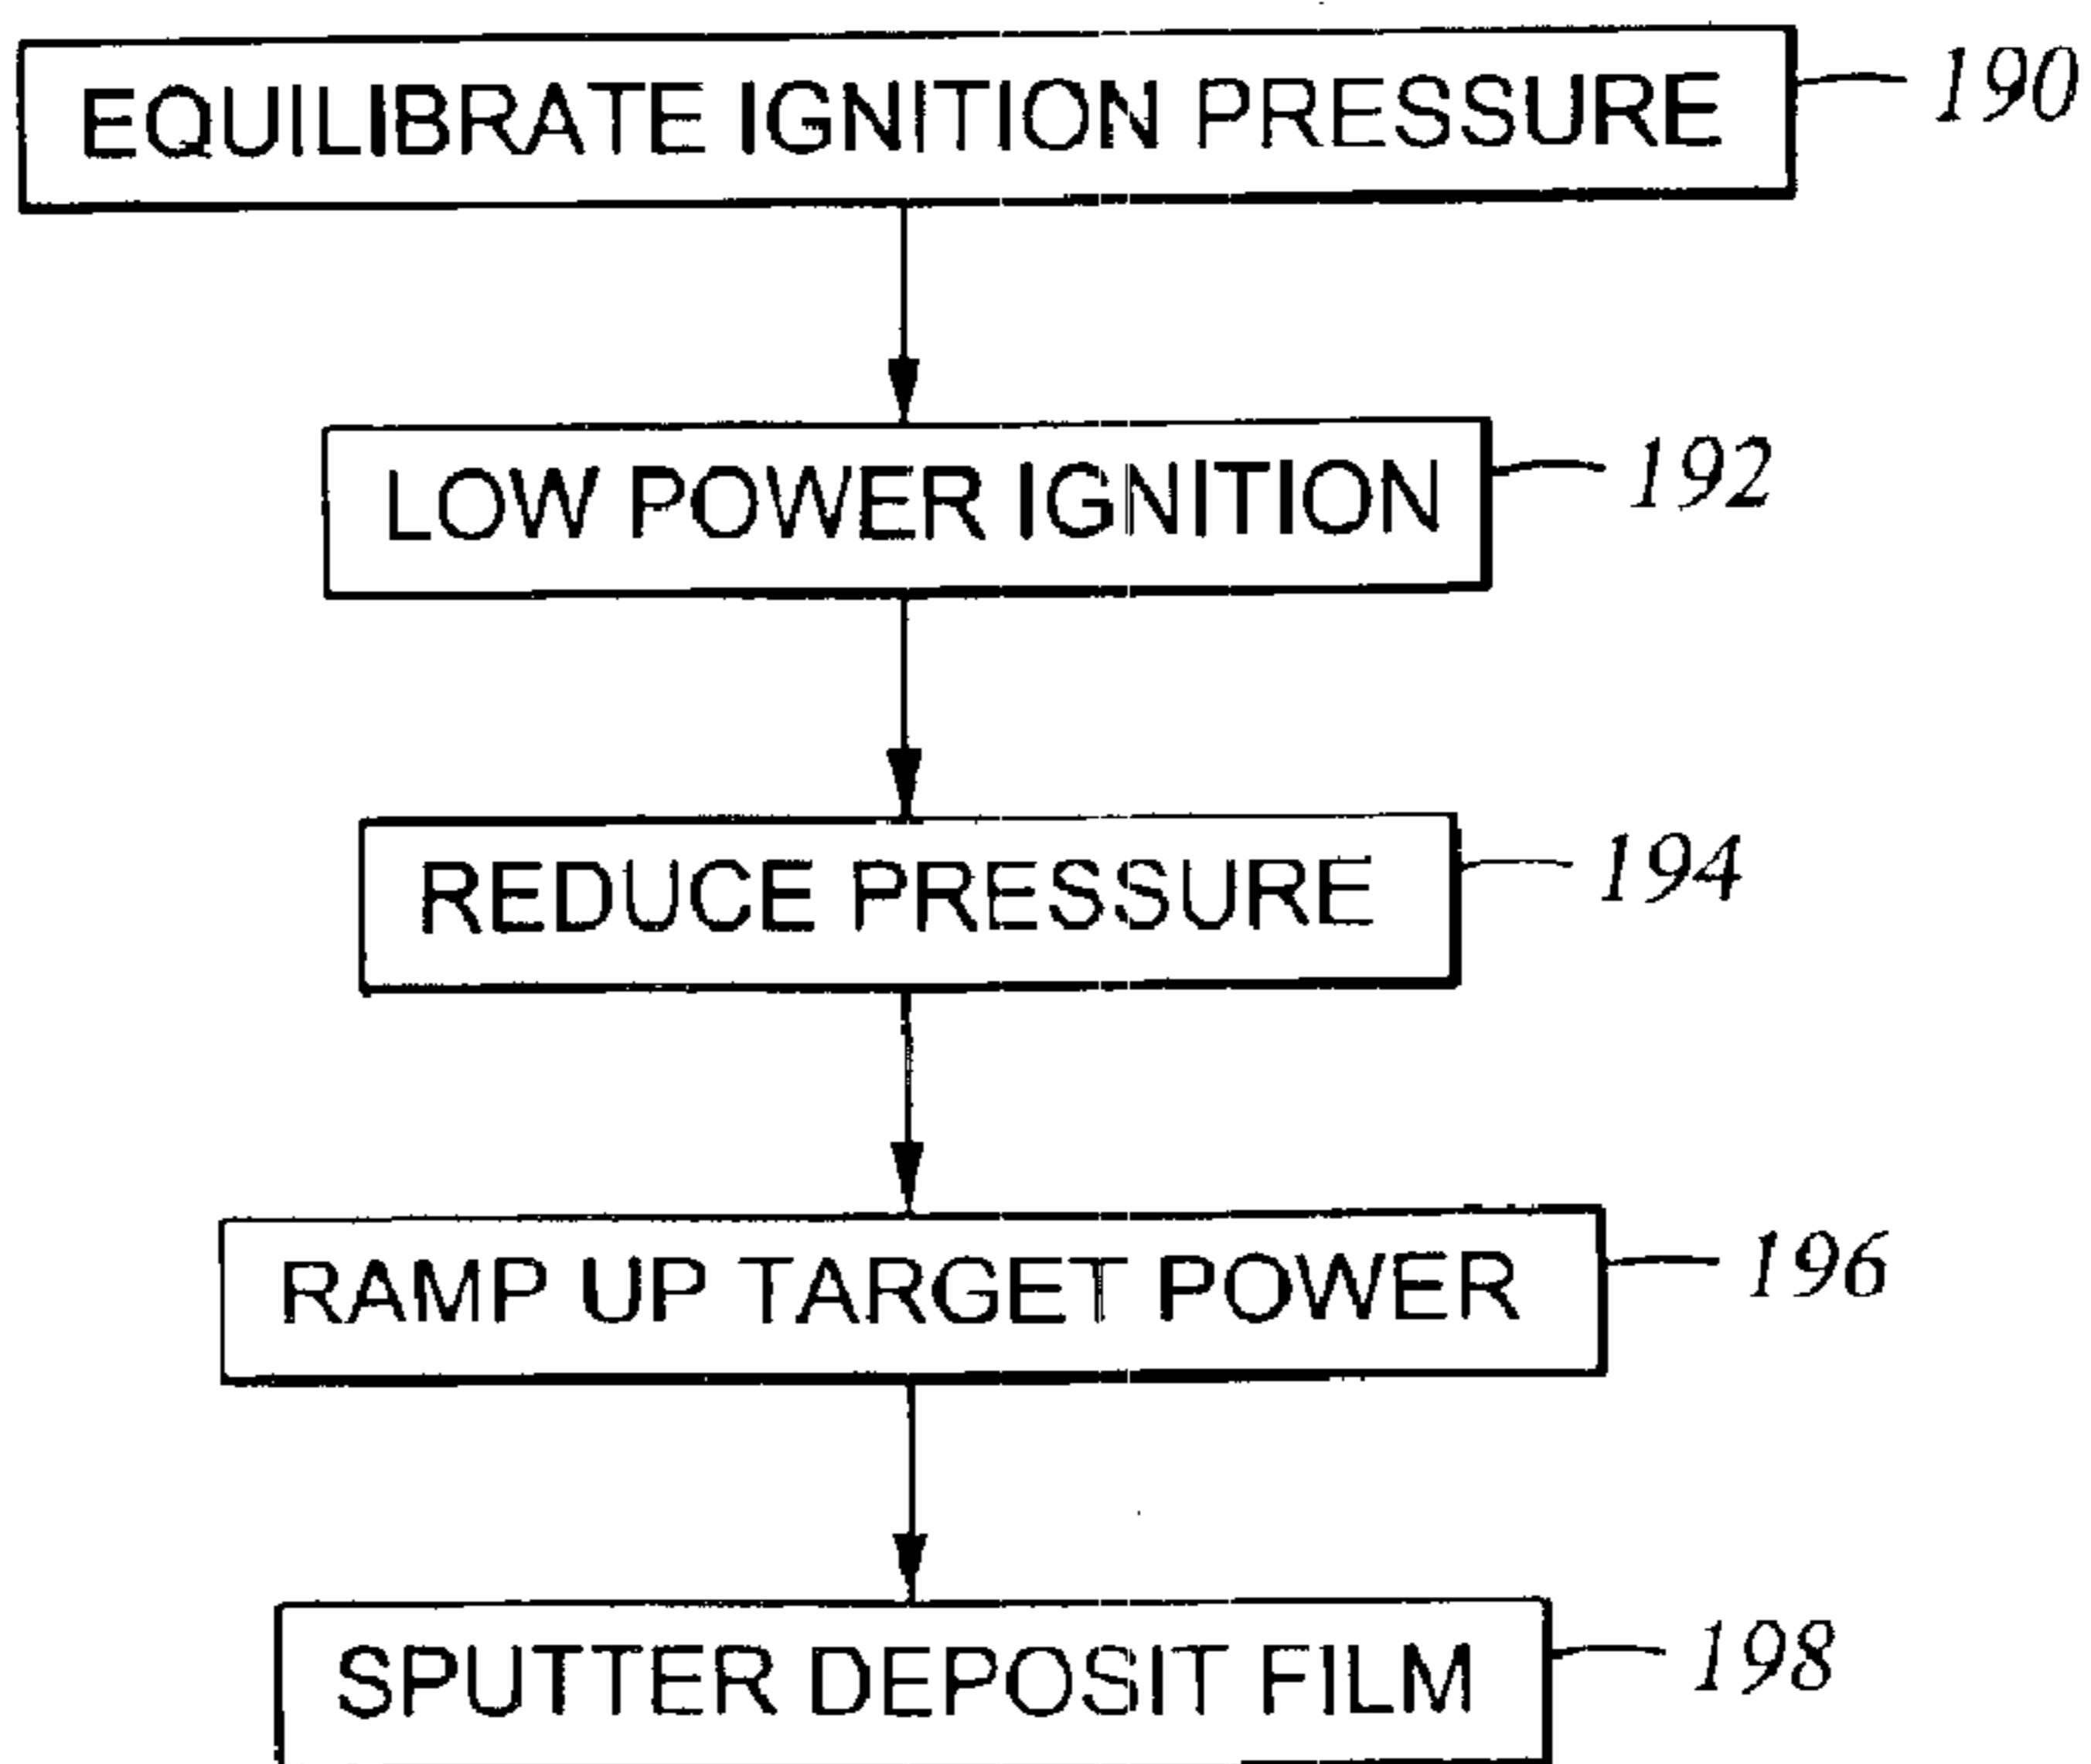 EQUILIBRATE IGNITION PRESSURE 190
LOW POWER IGNITION 192
REDUCE PRESSURE 194
RAMP UP TARGET POWER 196
SPUTTER DEPOSIT FILM 198